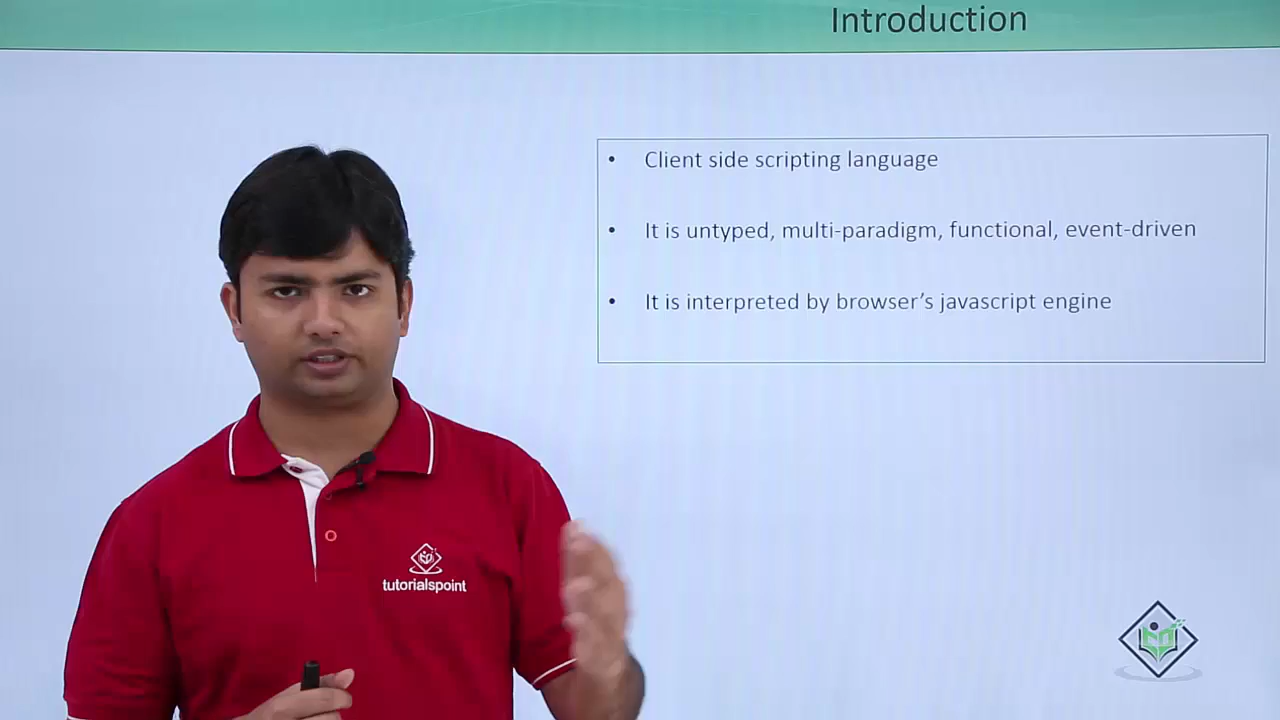 Introduction
• Client side scripting language
• It is untyped, multi-paradigm, functional, event-driven
• It is interpreted by browser’s javascript engine
tutorialspoint